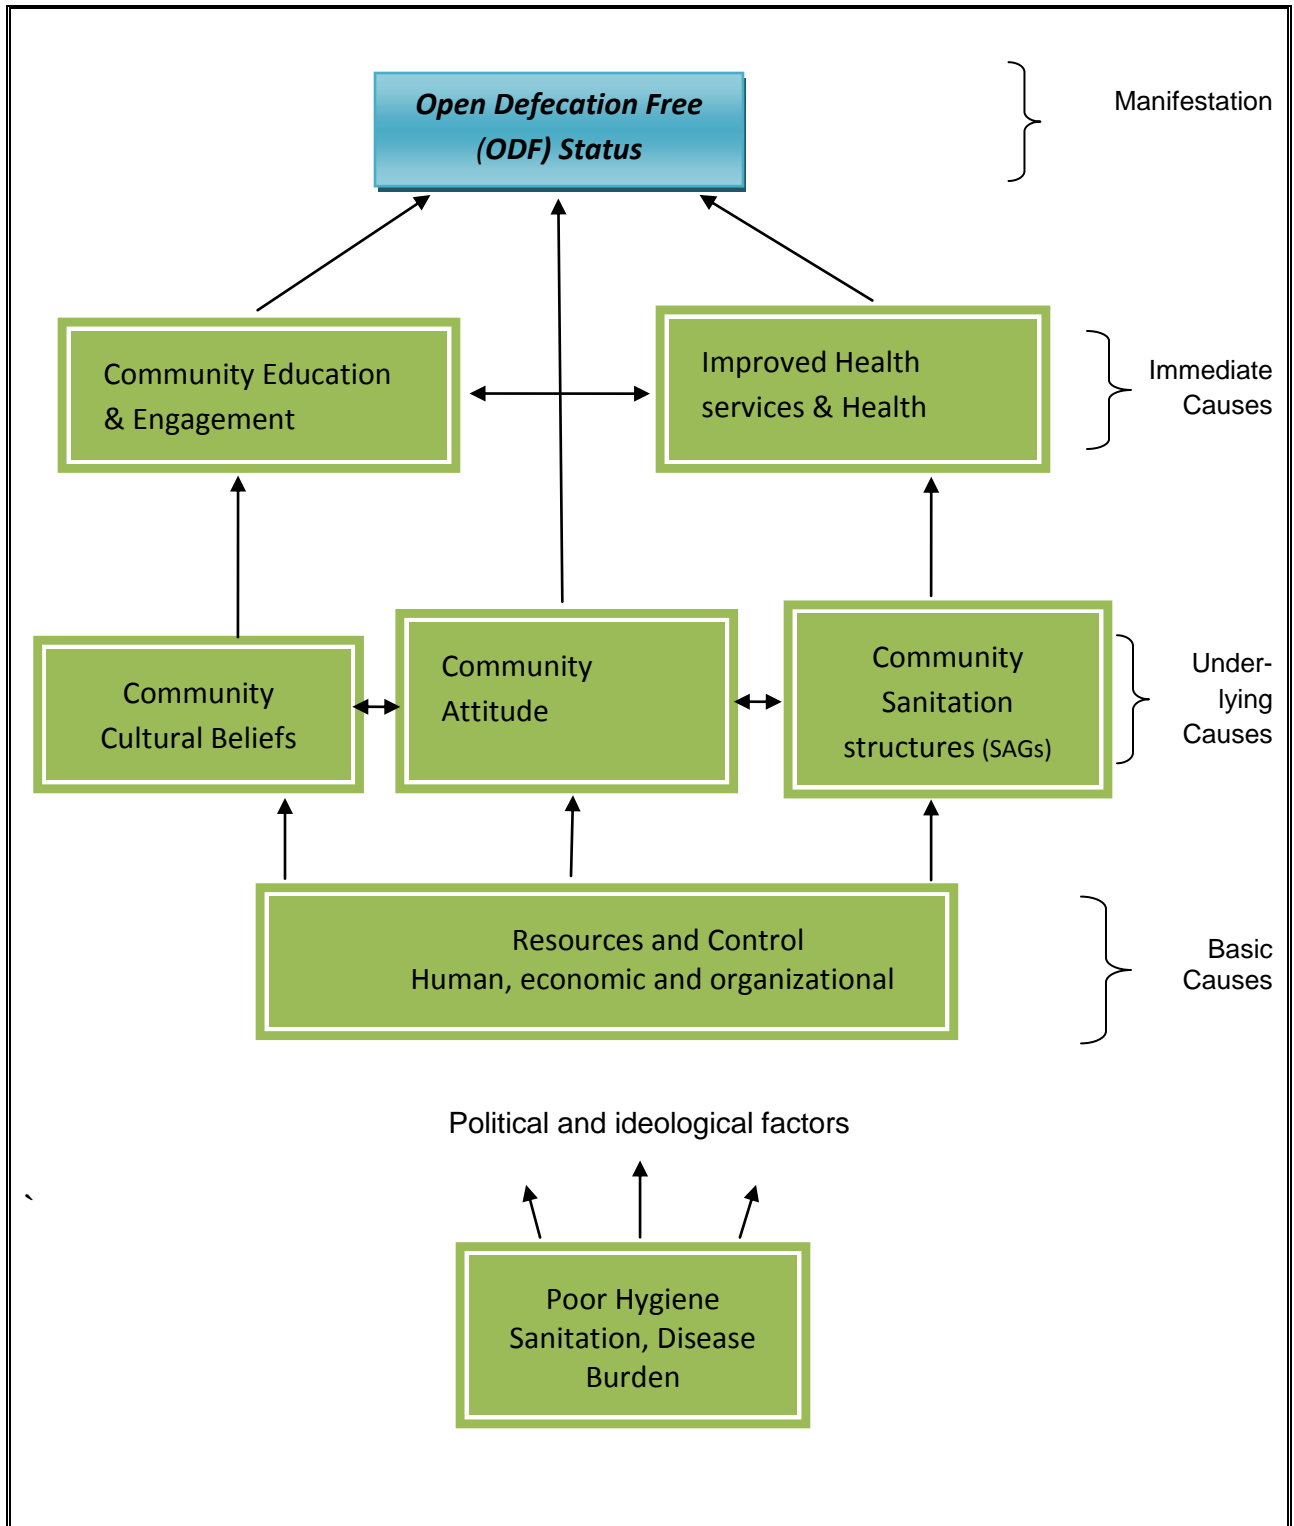 Open Defecation Free
(ODF) Status
Manifestation
Community Education
& Engagement
Improved Health
services & Health
Immediate
Causes
Community
Cultural Beliefs
Community
Attitude
Community
Sanitation
structures (SAGs)
Under-
lying
Causes
Resources and Control
Human, economic and organizational
Basic
Causes
Political and ideological factors
`
Poor Hygiene
Sanitation, Disease
Burden